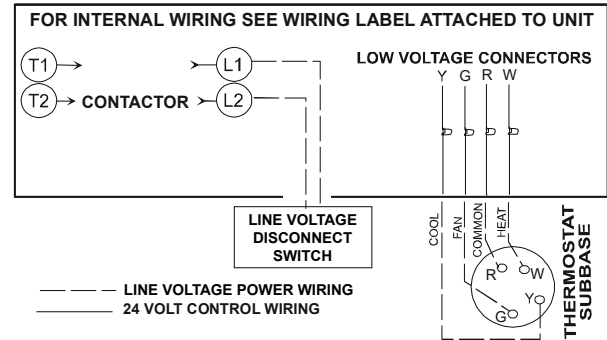 FOR INTERNAL WIRING SEE WIRING LABEL ATTACHED TO UNIT
T1
L1
T2
CONTACTOR
L2
LOW VOLTAGE CONNECTORS
Y G R W
LINE VOLTAGE
DISCONNECT
SWITCH
COOL
FAN
COMMON
HEAT
R
W
Y
G
THERMOSTAT
SUBBASE
LINE VOLTAGE POWER WIRING
24 VOLT CONTROL WIRING